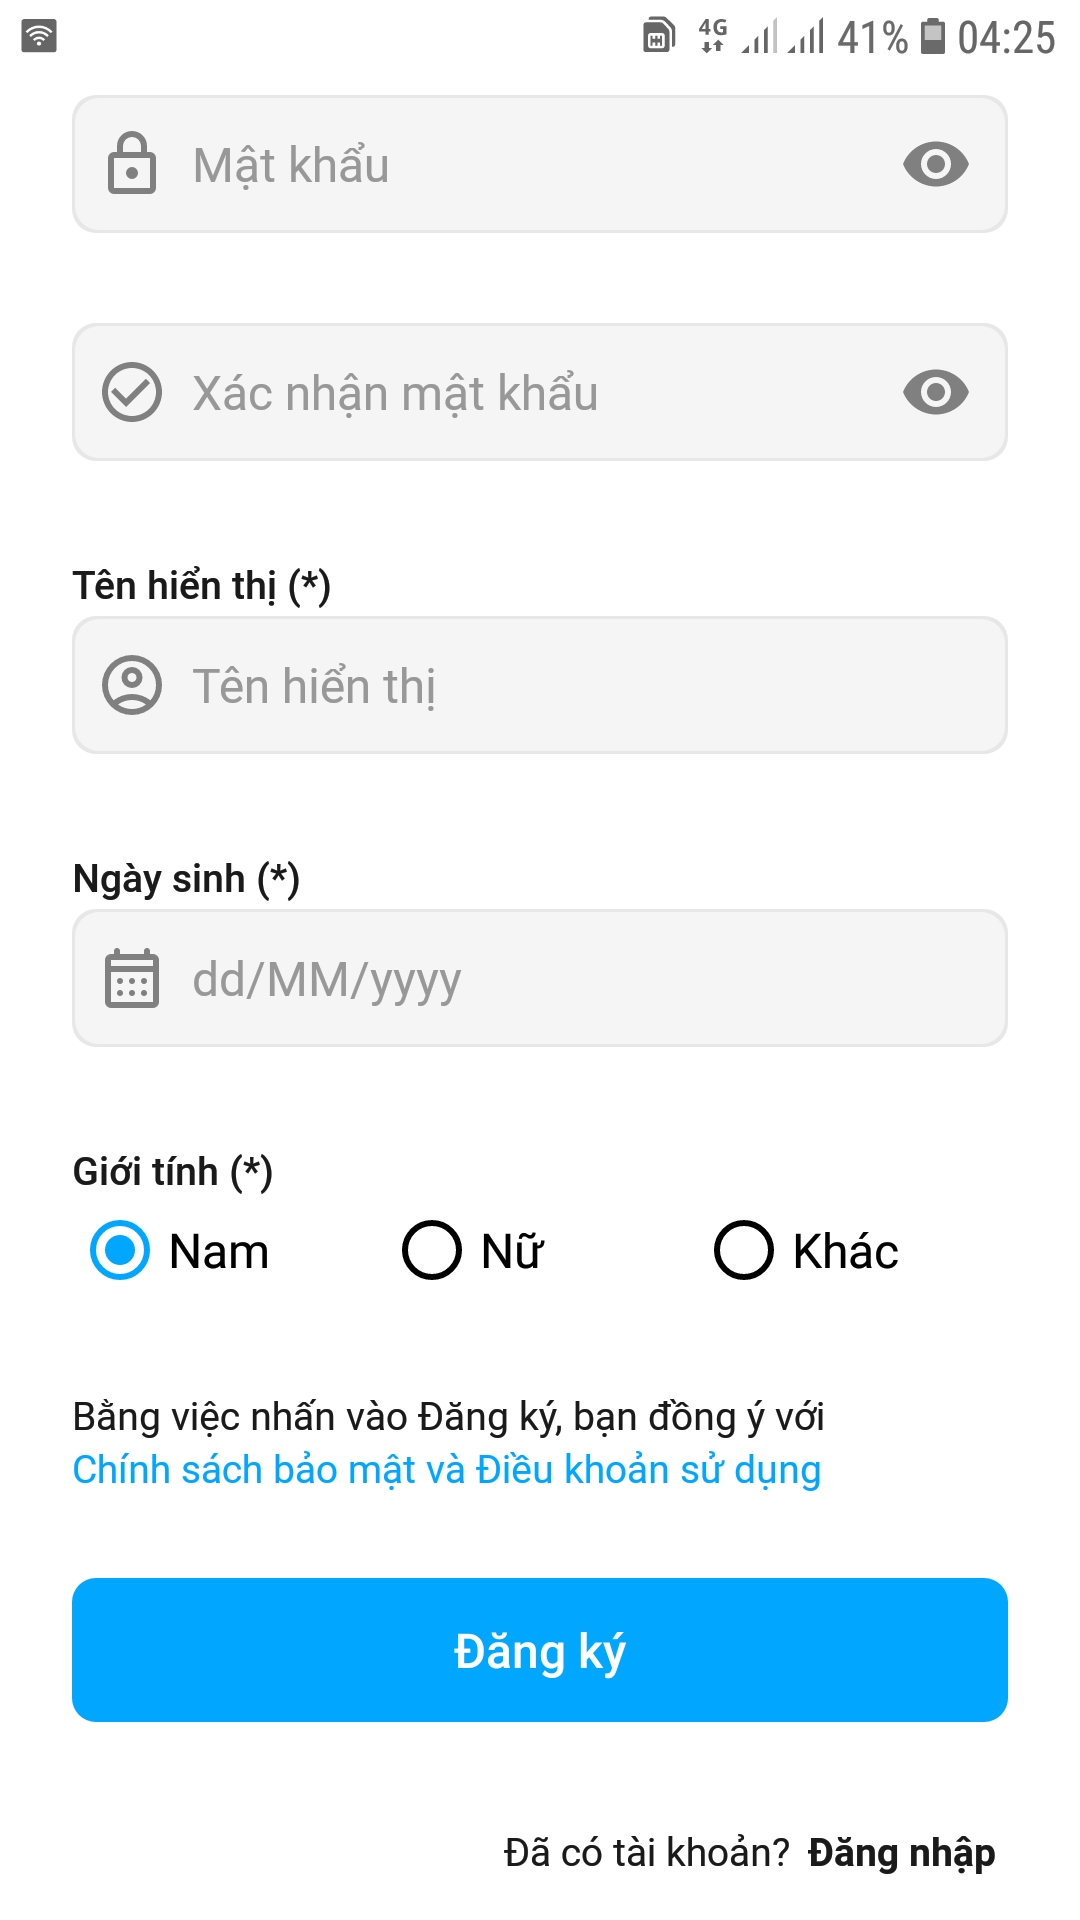 4G 41% 04:25
Mật khẩu
Xác nhận mật khẩu
Tên hiển thị (*)
Tên hiển thị
Ngày sinh (*)
dd/MM/yyyy
Giới tính (*)
Nam Nữ Khác
Bằng việc nhấn vào Đăng ký, bạn đồng ý với
Chính sách bảo mật và Điều khoản sử dụng
Đăng ký
Đã có tài khoản? Đăng nhập